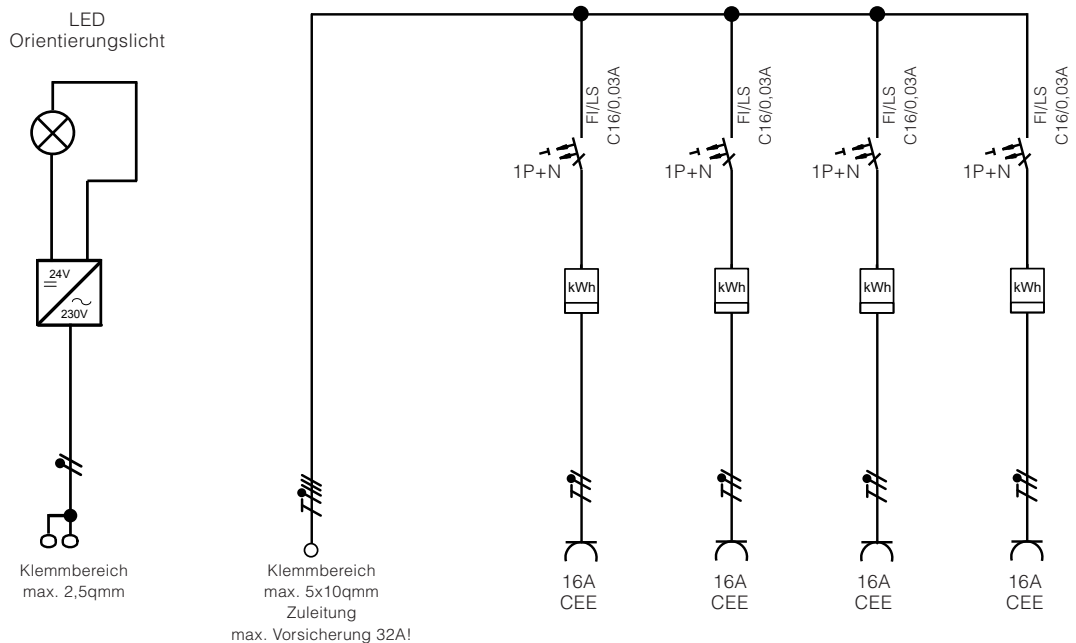 LED
Orientierungslicht
24V
230V
Klemmbereich
max. 2,5qmm
Klemmbereich
max. 5x10qmm
Zuleitung
max. Vorsicherung 32A!
FI/LS
C16/0,03A
1P+N
kWh
16A
CEE
FI/LS
C16/0,03A
1P+N
kWh
16A
CEE
FI/LS
C16/0,03A
1P+N
kWh
16A
CEE
FI/LS
C16/0,03A
1P+N
kWh
16A
CEE